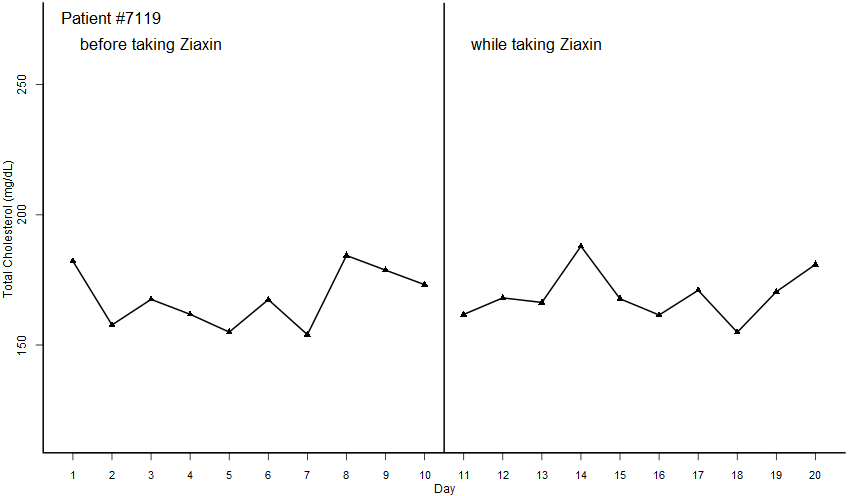 Patient #7119
before taking Ziaxin
while taking Ziaxin
Total Cholesterol (mg/dL)
250
200
150
1 2 3 4 5 6 7 8 9 10 11 12 13 14 15 16 17 18 19 20
Day